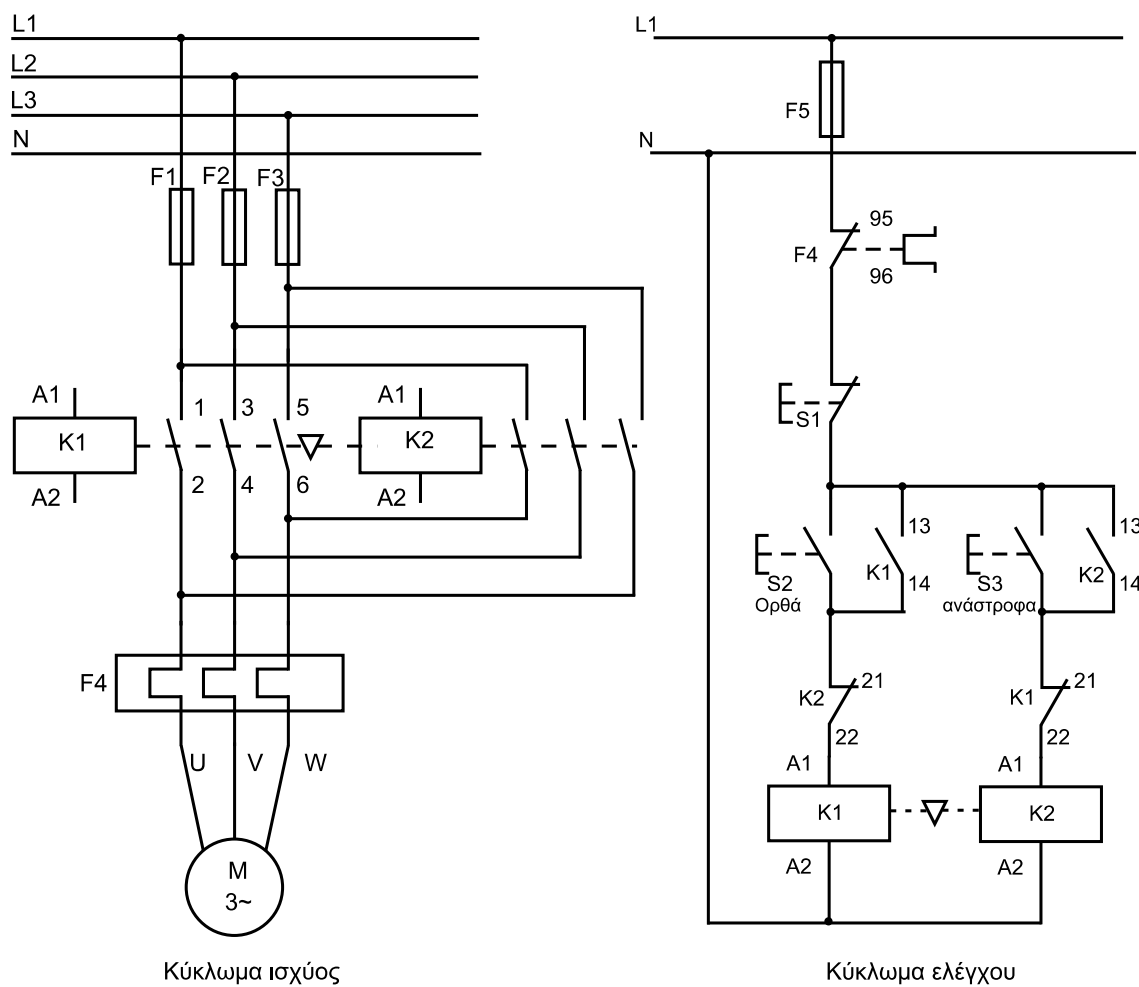 L1
L2
L3
N
F1 F2 F3
A1 1 3 5 A1
K1 K2
A2 2 4 6 A2
F4
U V W
M
3~
Κύκλωμα ισχύος
L1
F5
N
95
F4
96
S1
13 13
S2 K1 S3 K2
14 14
Ορθά ανάστροφα
21 21
K2 K1
22 22
A1 A1
K1 K2
A2 A2
Κύκλωμα ελέγχου